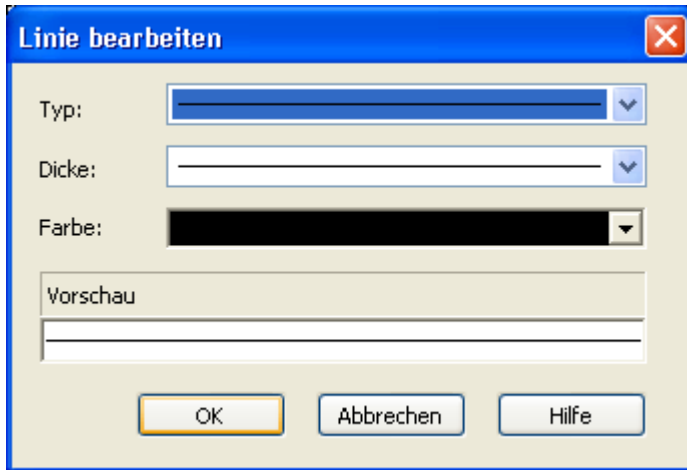 Linie bearbeiten
Typ:
Dicke:
Farbe:
Vorschau
OK Abbrechen Hilfe